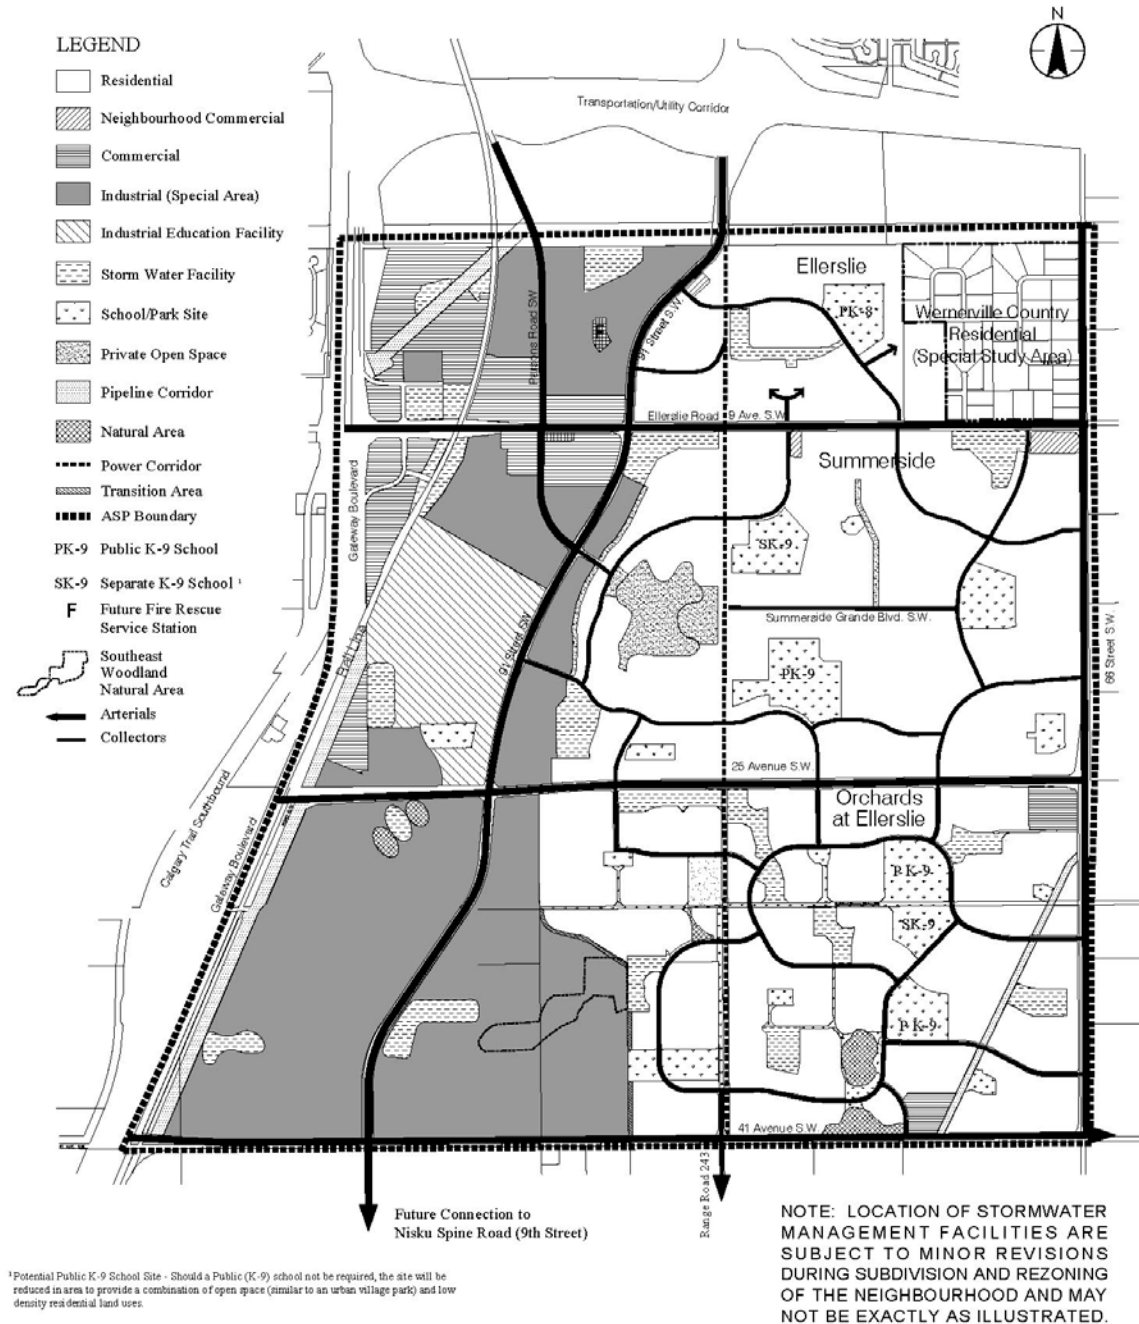 N
LEGEND
Residential
Neighbourhood Commercial
Commercial
Industrial (Special Area)
Industrial Education Facility
Storm Water Facility
School/Park Site
Private Open Space
Pipeline Corridor
Natural Area
Power Corridor
Transition Area
ASP Boundary
PK-9 Public K-9 School
SK-9 Separate K-9 School ¹
F Future Fire Rescue
Service Station
Southeast
Woodland
Natural Area
Arterials
Collectors
Transportation/Utility Corridor
Ellerslie
PK-8
Wernerville Country
Residential
(Special Study Area)
Parsons Road SW
91 Street S.W.
Ellerslie Road 9 Ave. S.W.
Summerside
Gateway Boulevard
SK-9
Summerside Grande Blvd. S.W.
91 Street SW
66 Street S.W.
PK-9
25 Avenue S.W.
Orchards
at Ellerslie
Calgary Trail Southbound
Gateway Boulevard
PK-9
SK-9
PK-9
41 Avenue S.W.
Range Road 243
Future Connection to
Nisku Spine Road (9th Street)
NOTE: LOCATION OF STORMWATER
MANAGEMENT FACILITIES ARE
SUBJECT TO MINOR REVISIONS
DURING SUBDIVISION AND REZONING
OF THE NEIGHBOURHOOD AND MAY
NOT BE EXACTLY AS ILLUSTRATED.
¹ Potential Public K-9 School Site - Should a Public (K-9) school not be required, the site will be
reduced in area to provide a combination of open space (similar to an urban village park) and low
density residential land uses.